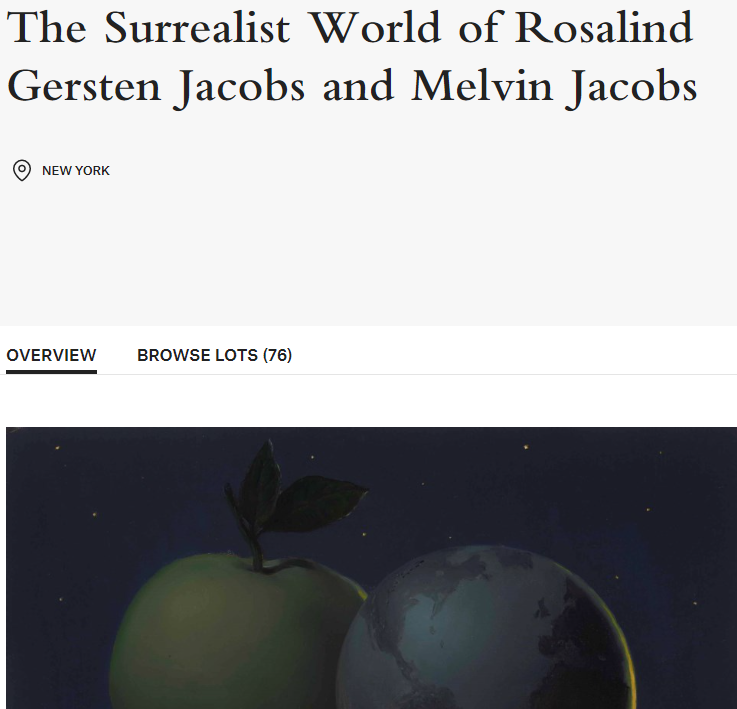 The Surrealist World of Rosalind
Gersten Jacobs and Melvin Jacobs
NEW YORK
OVERVIEW BROWSE LOTS (76)